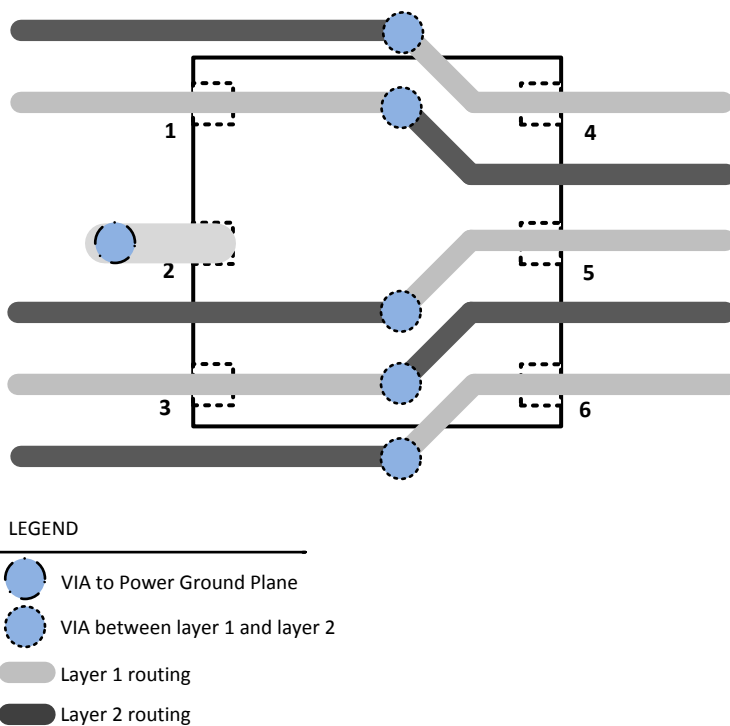 1
4
2
5
3
6
LEGEND
VIA to Power Ground Plane
VIA between layer 1 and layer 2
Layer 1 routing
Layer 2 routing